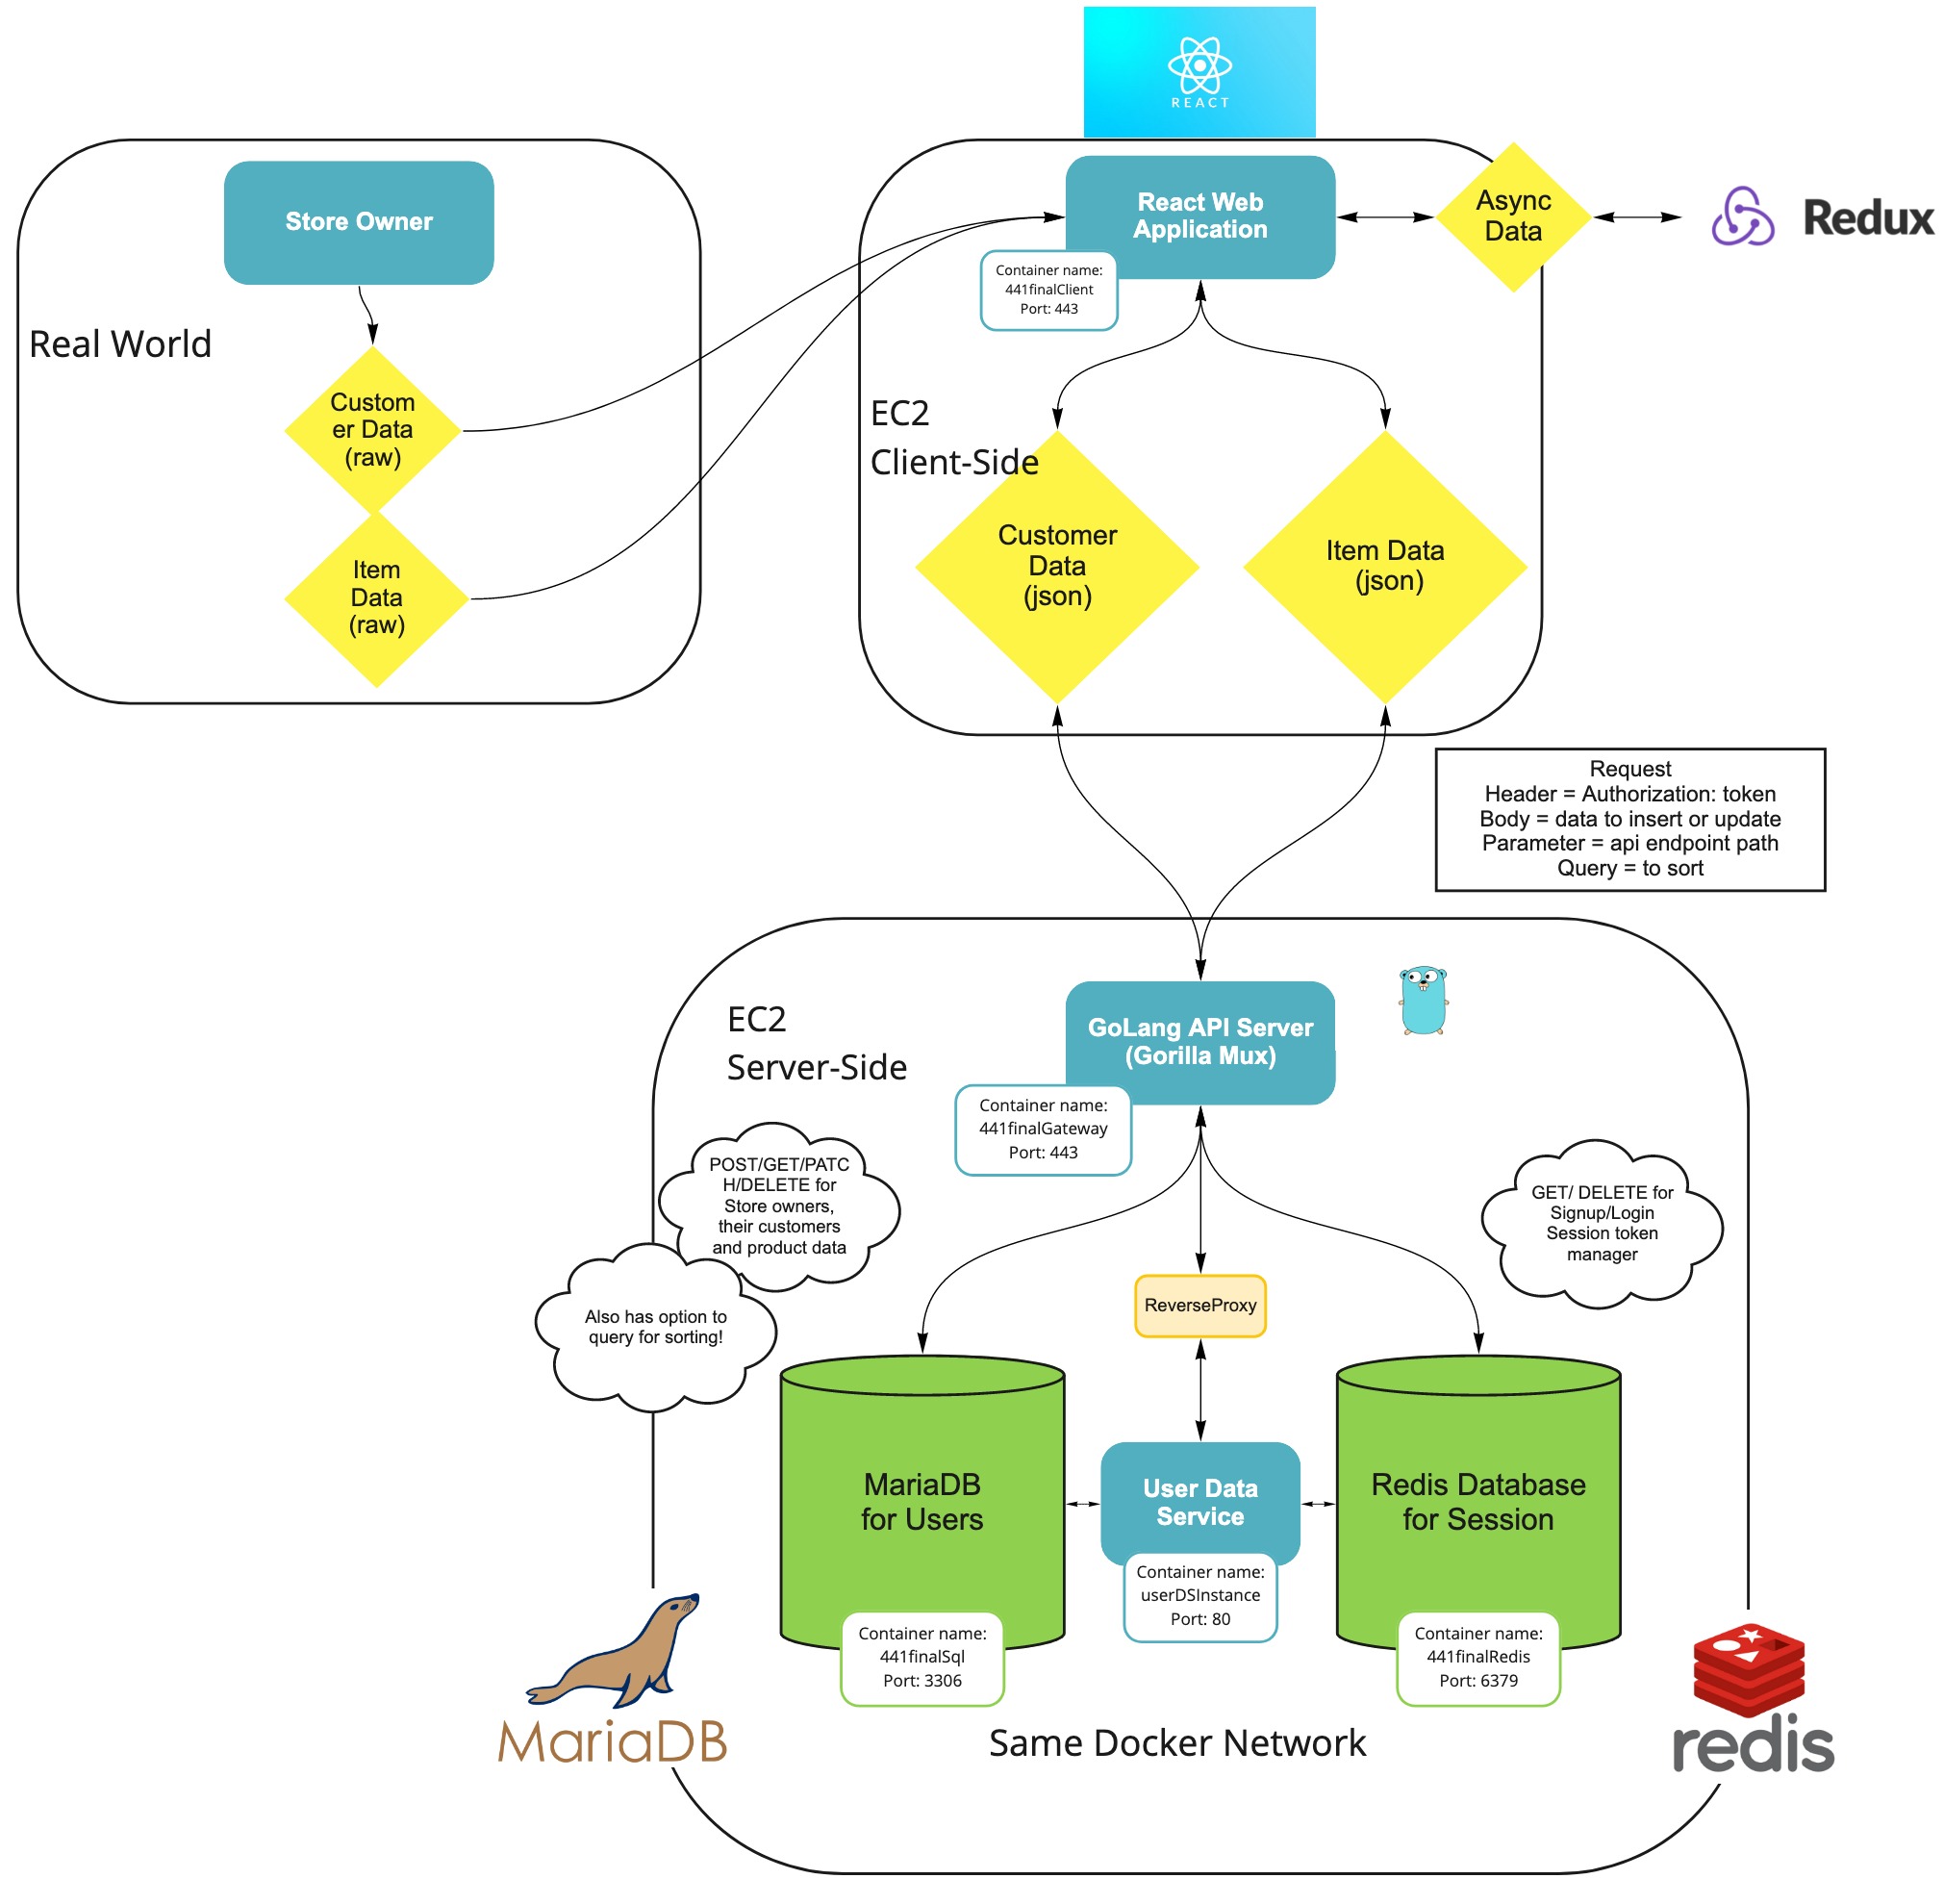 REACT
Store Owner
Real World
Custom
er Data
(raw)
Item
Data
(raw)
React Web
Application
Container name:
441finalClient
Port: 443
Async
Data
Redux
EC2
Client-Side
Customer
Data
(json)
Item Data
(json)
Request
Header = Authorization: token
Body = data to insert or update
Parameter = api endpoint path
Query = to sort
EC2
Server-Side
GoLang API Server
(Gorilla Mux)
Container name:
441finalGateway
Port: 443
POST/GET/PATC
H/DELETE for
Store owners,
their customers
and product data
Also has option to
query for sorting!
GET/ DELETE for
Signup/Login
Session token
manager
ReverseProxy
MariaDB
for Users
User Data
Service
Redis Database
for Session
Container name:
userDSInstance
Port: 80
Container name:
441finalSql
Port: 3306
Container name:
441finalRedis
Port: 6379
MariaDB
Same Docker Network
redis